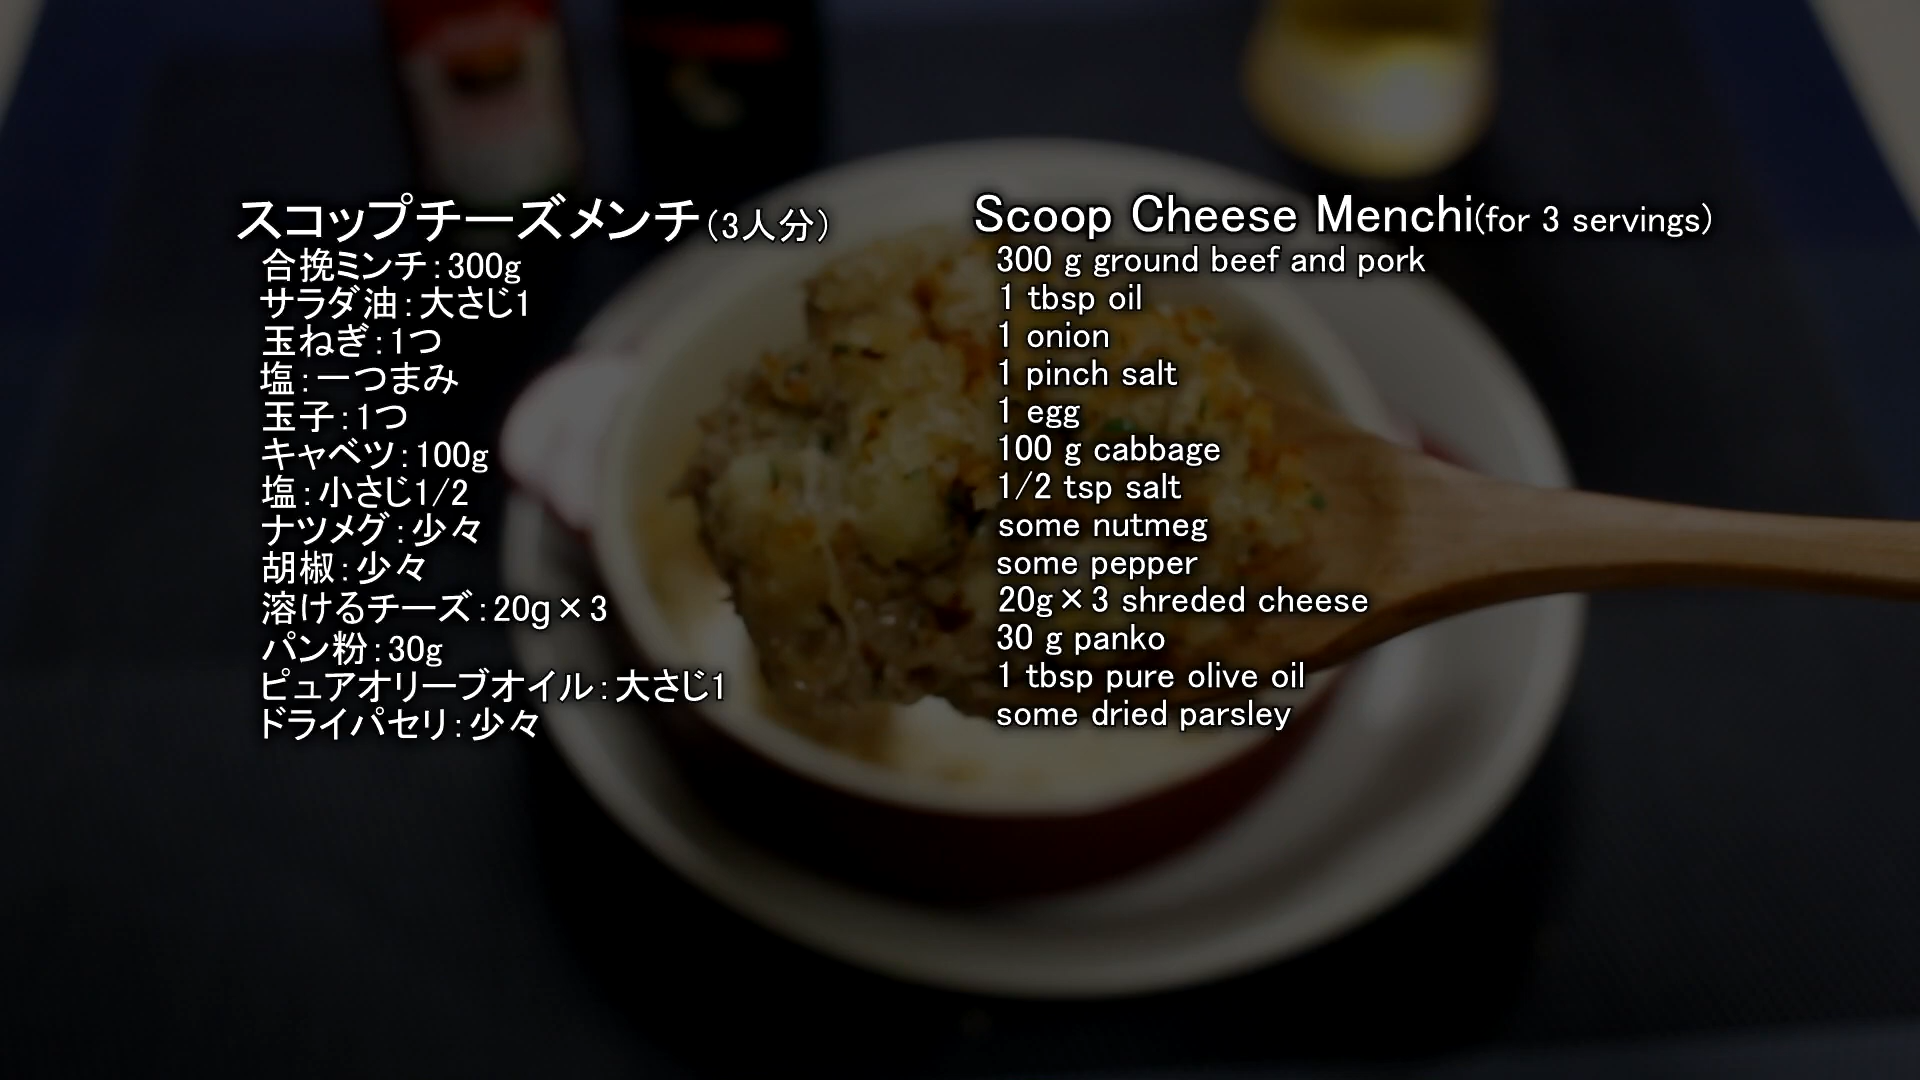 スコップチーズメンチ(3人分)
合挽ミンチ:300g
サラダ油:大さじ1
玉ねぎ:1つ
塩:一つまみ
玉子:1つ
キャベツ:100g
塩:小さじ1/2
ナツメグ:少々
胡椒:少々
溶けるチーズ:20g×3
パン粉:30g
ピュアオリーブオイル:大さじ1
ドライパセリ:少々
Scoop Cheese Menchi(for 3 servings)
300 g ground beef and pork
1 tbsp oil
1 onion
1 pinch salt
1 egg
100 g cabbage
1/2 tsp salt
some nutmeg
some pepper
20g×3 shreded cheese
30 g panko
1 tbsp pure olive oil
some dried parsley